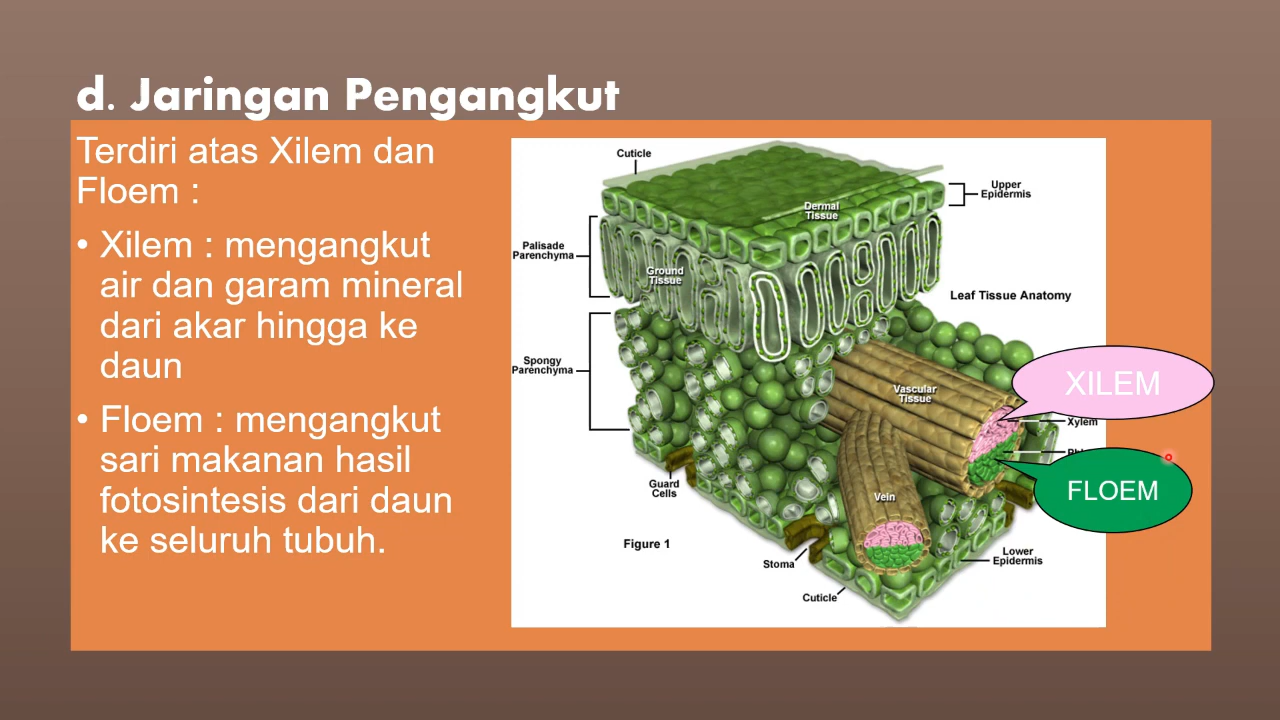 d. Jaringan Pengangkut
Terdiri atas Xilem dan
Floem :
• Xilem : mengangkut
air dan garam mineral
dari akar hingga ke
daun
• Floem : mengangkut
sari makanan hasil
fotosintesis dari daun
ke seluruh tubuh.
Cuticle
Upper
Epidermis
Dermal
Tissue
Palisade
Parenchyma
Ground
Tissue
Leaf Tissue Anatomy
Spongy
Parenchyma
Vascular
Tissue
XILEM
Xylem
FLOEM
Guard
Cells
Vein
Figure 1
Stoma
Lower
Epidermis
Cuticle